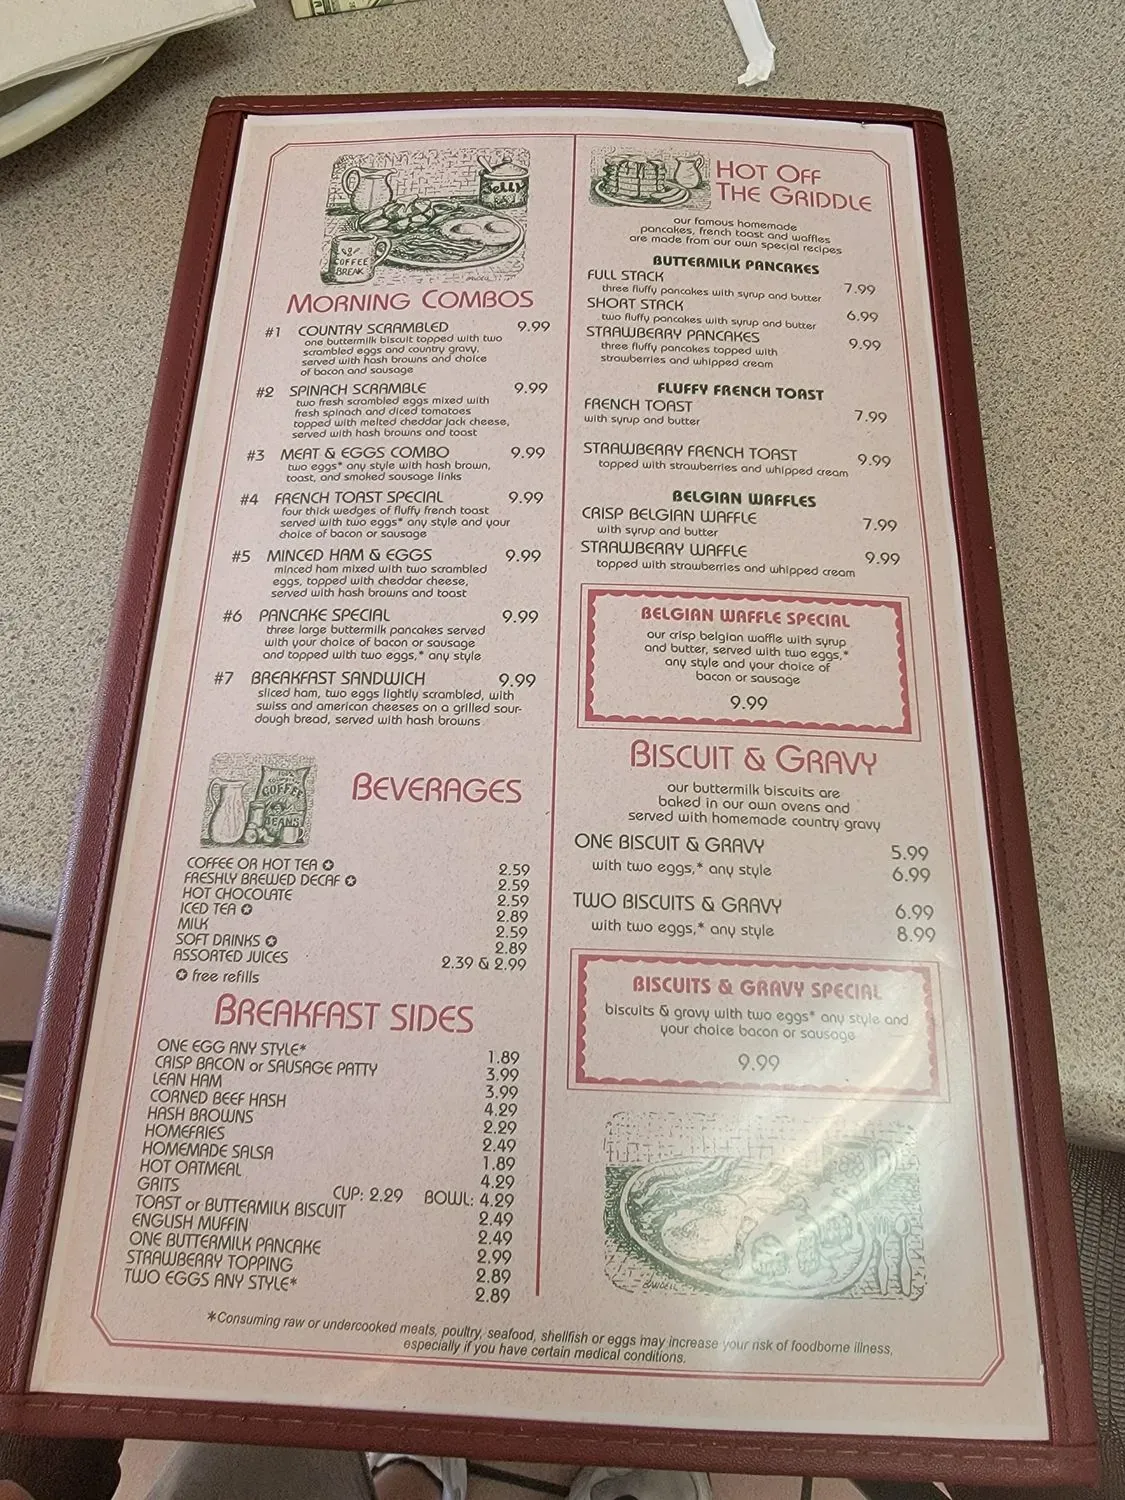 Jelly
COFFEE
BREAK
MORNING COMBOS
#1 COUNTRY SCRAMBLED 9.99
one buttermilk biscuit topped with two
scrambled eggs and country gravy,
served with hash browns and choice
of bacon and sausage
#2 SPINACH SCRAMBLE 9.99
two fresh scrambled eggs mixed with
fresh spinach and diced tomatoes
topped with melted cheddar jack cheese,
served with hash browns and toast
#3 MEAT & EGGS COMBO 9.99
two eggs* any style with hash brown,
toast, and smoked sausage links
#4 FRENCH TOAST SPECIAL 9.99
four thick wedges of fluffy french toast
served with two eggs* any style and your
choice of bacon or sausage
#5 MINCED HAM & EGGS 9.99
minced ham mixed with two scrambled
eggs, topped with cheddar cheese,
served with hash browns and toast
#6 PANCAKE SPECIAL 9.99
three large buttermilk pancakes served
with your choice of bacon or sausage
and topped with two eggs,* any style
#7 BREAKFAST SANDWICH 9.99
sliced ham, two eggs lightly scrambled, with
swiss and american cheeses on a grilled sour-
dough bread, served with hash browns
COFFEE
BEANS
BEVERAGES
COFFEE OR HOT TEA ✪ 2.59
FRESHLY BREWED DECAF ✪ 2.59
HOT CHOCOLATE 2.59
ICED TEA ✪ 2.89
MILK 2.59
SOFT DRINKS ✪ 2.89
ASSORTED JUICES 2.39 & 2.99
✪ free refills
BREAKFAST SIDES
ONE EGG ANY STYLE* 1.89
CRISP BACON or SAUSAGE PATTY 3.99
LEAN HAM 3.99
CORNED BEEF HASH 4.29
HASH BROWNS 2.29
HOMEFRIES 2.49
HOMEMADE SALSA 1.89
HOT OATMEAL 4.29
GRITS CUP: 2.29 BOWL: 4.29
TOAST or BUTTERMILK BISCUIT 2.49
ENGLISH MUFFIN 2.49
ONE BUTTERMILK PANCAKE 2.99
STRAWBERRY TOPPING 2.89
TWO EGGS ANY STYLE* 2.89
HOT OFF
THE GRIDDLE
our famous homemade
pancakes, french toast and waffles
are made from our own special recipes
BUTTERMILK PANCAKES
FULL STACK 7.99
three fluffy pancakes with syrup and butter
SHORT STACK 6.99
two fluffy pancakes with syrup and butter
STRAWBERRY PANCAKES 9.99
three fluffy pancakes topped with
strawberries and whipped cream
FLUFFY FRENCH TOAST
FRENCH TOAST 7.99
with syrup and butter
STRAWBERRY FRENCH TOAST 9.99
topped with strawberries and whipped cream
BELGIAN WAFFLES
CRISP BELGIAN WAFFLE 7.99
with syrup and butter
STRAWBERRY WAFFLE 9.99
topped with strawberries and whipped cream
BELGIAN WAFFLE SPECIAL
our crisp belgian waffle with syrup
and butter, served with two eggs,*
any style and your choice of
bacon or sausage
9.99
BISCUIT & GRAVY
our buttermilk biscuits are
baked in our own ovens and
served with homemade country gravy
ONE BISCUIT & GRAVY 5.99
with two eggs,* any style 6.99
TWO BISCUITS & GRAVY 6.99
with two eggs,* any style 8.99
BISCUITS & GRAVY SPECIAL
biscuits & gravy with two eggs* any style and
your choice bacon or sausage
9.99
*Consuming raw or undercooked meats, poultry, seafood, shellfish or eggs may increase your risk of foodborne illness,
especially if you have certain medical conditions.